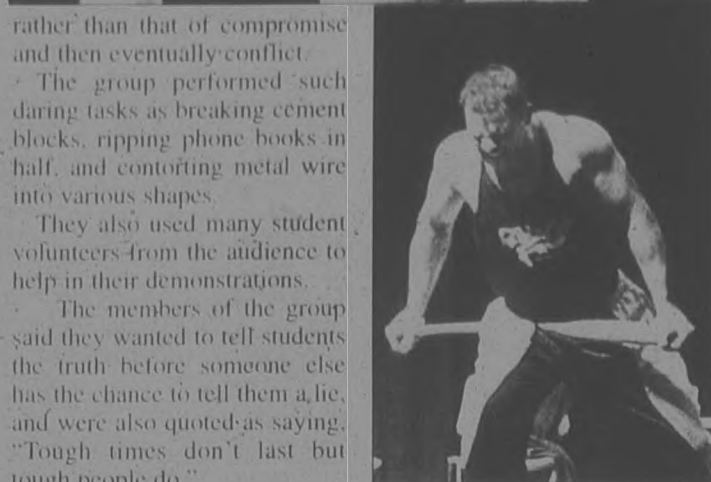 rather than that of compromise
and then eventually conflict.
The group performed such
daring tasks as breaking cement
blocks, ripping phone books in
half, and contorting metal wire
into various shapes.
They also used many student
volunteers from the audience to
help in their demonstrations.
The members of the group
said they wanted to tell students
the truth before someone else
has the chance to tell them a lie,
and were also quoted as saying,
"Tough times don't last but
tough people do."